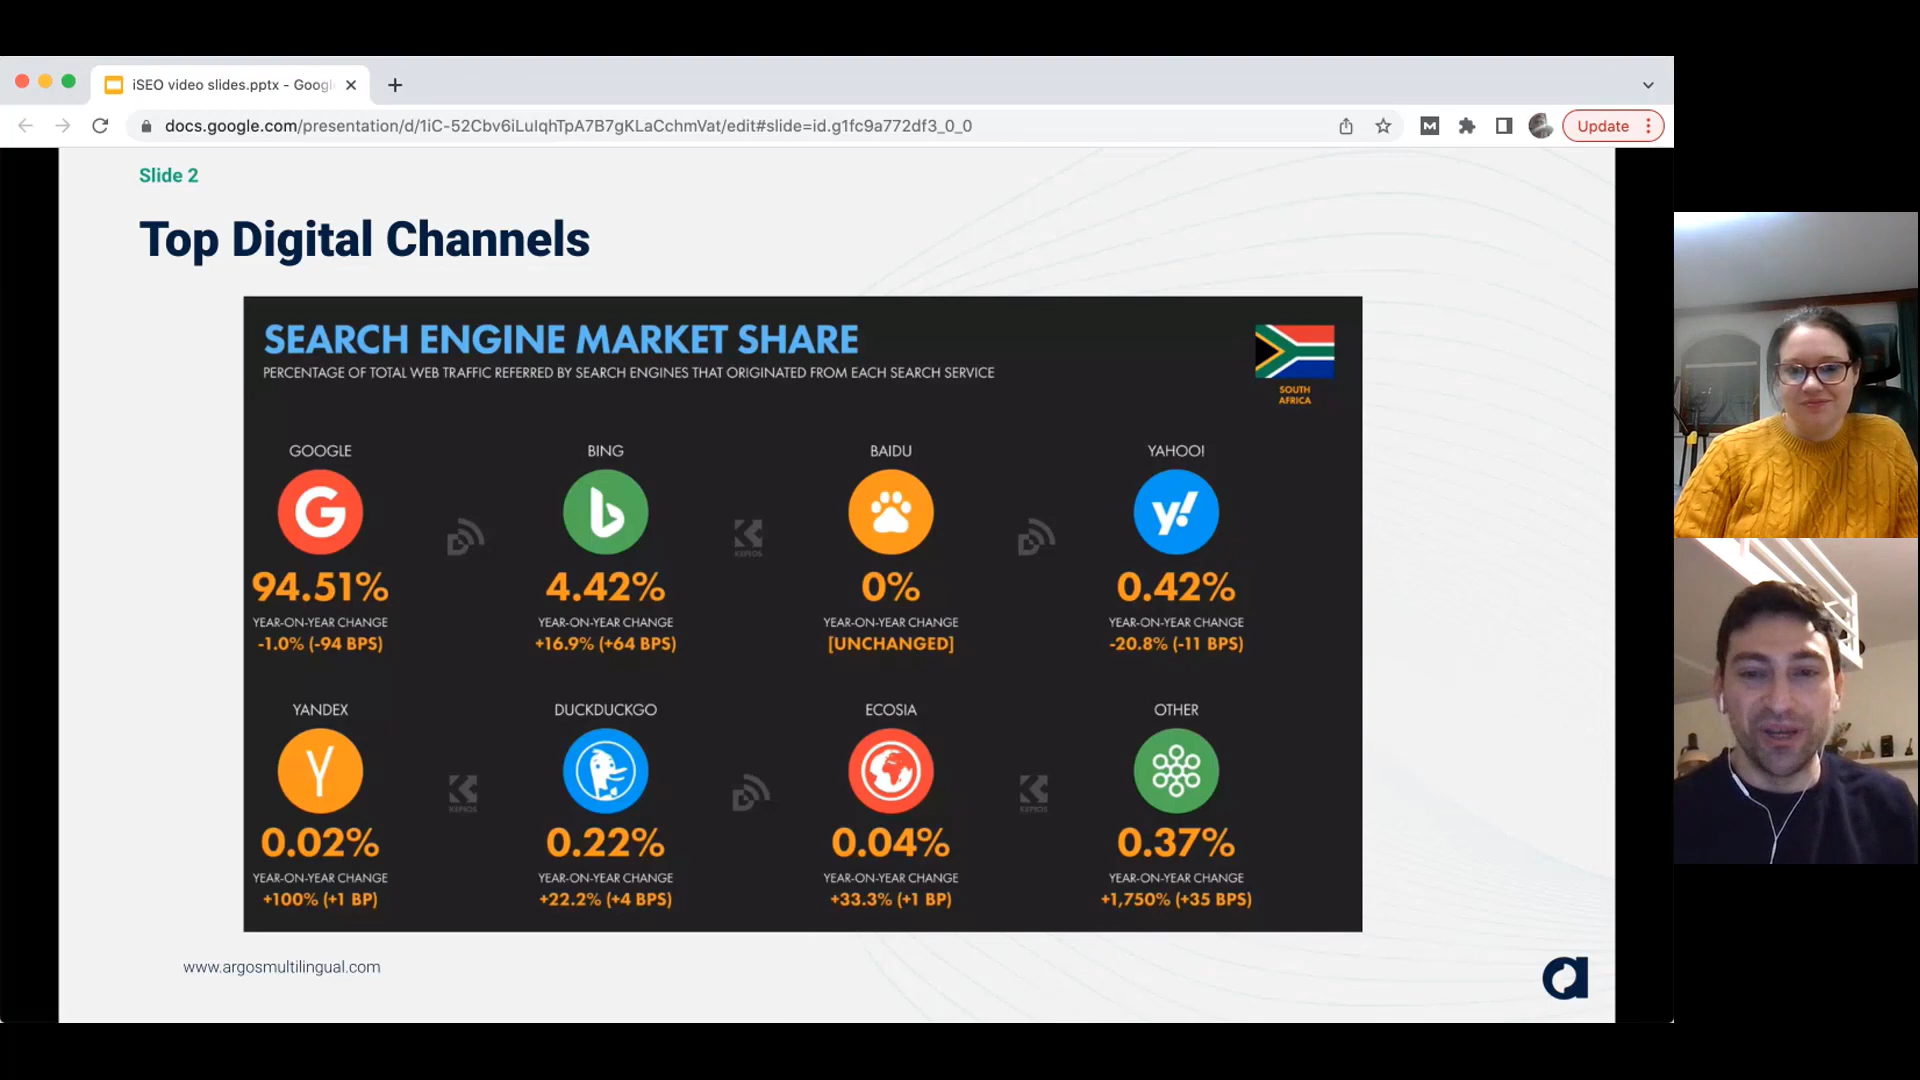 iSEO video slides.pptx - Googl
docs.google.com/presentation/d/1iC-52Cbv6iLuIqhTpA7B7gKLaCchmVat/edit#slide=id.g1fc9a772df3_0_0
Update
Slide 2
Top Digital Channels
SEARCH ENGINE MARKET SHARE
PERCENTAGE OF TOTAL WEB TRAFFIC REFERRED BY SEARCH ENGINES THAT ORIGINATED FROM EACH SEARCH SERVICE
SOUTH
AFRICA
GOOGLE BING BAIDU YAHOO!
94.51% 4.42% 0% 0.42%
YEAR-ON-YEAR CHANGE YEAR-ON-YEAR CHANGE YEAR-ON-YEAR CHANGE YEAR-ON-YEAR CHANGE
-1.0% (-94 BPS) +16.9% (+64 BPS) [UNCHANGED] -20.8% (-11 BPS)
KEPIOS
YANDEX DUCKDUCKGO ECOSIA OTHER
KEPIOS KEPIOS
0.02% 0.22% 0.04% 0.37%
YEAR-ON-YEAR CHANGE YEAR-ON-YEAR CHANGE YEAR-ON-YEAR CHANGE YEAR-ON-YEAR CHANGE
+100% (+1 BP) +22.2% (+4 BPS) +33.3% (+1 BP) +1,750% (+35 BPS)
www.argosmultilingual.com